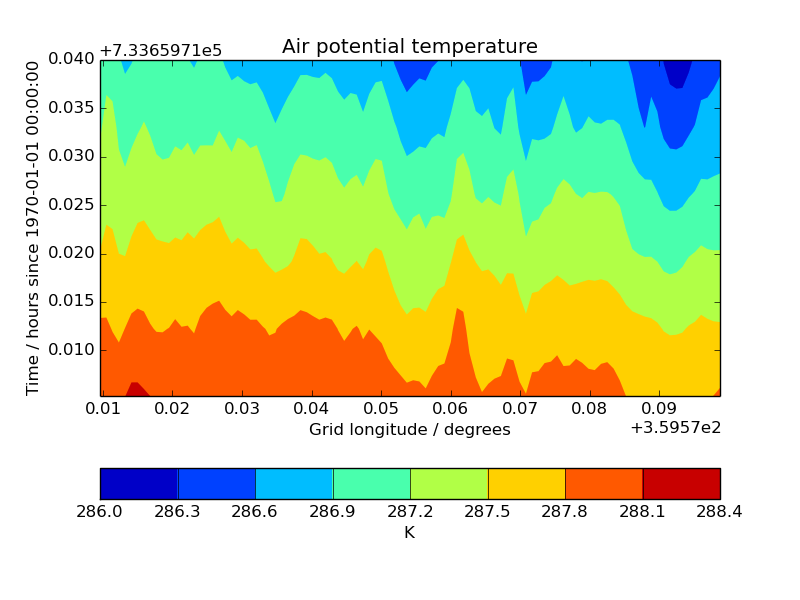 Air potential temperature
+7.3365971e5
0.040
0.035
0.030
0.025
0.020
0.015
0.010
Time / hours since 1970-01-01 00:00:00
0.01 0.02 0.03 0.04 0.05 0.06 0.07 0.08 0.09
Grid longitude / degrees
+3.5957e2
286.0 286.3 286.6 286.9 287.2 287.5 287.8 288.1 288.4
K